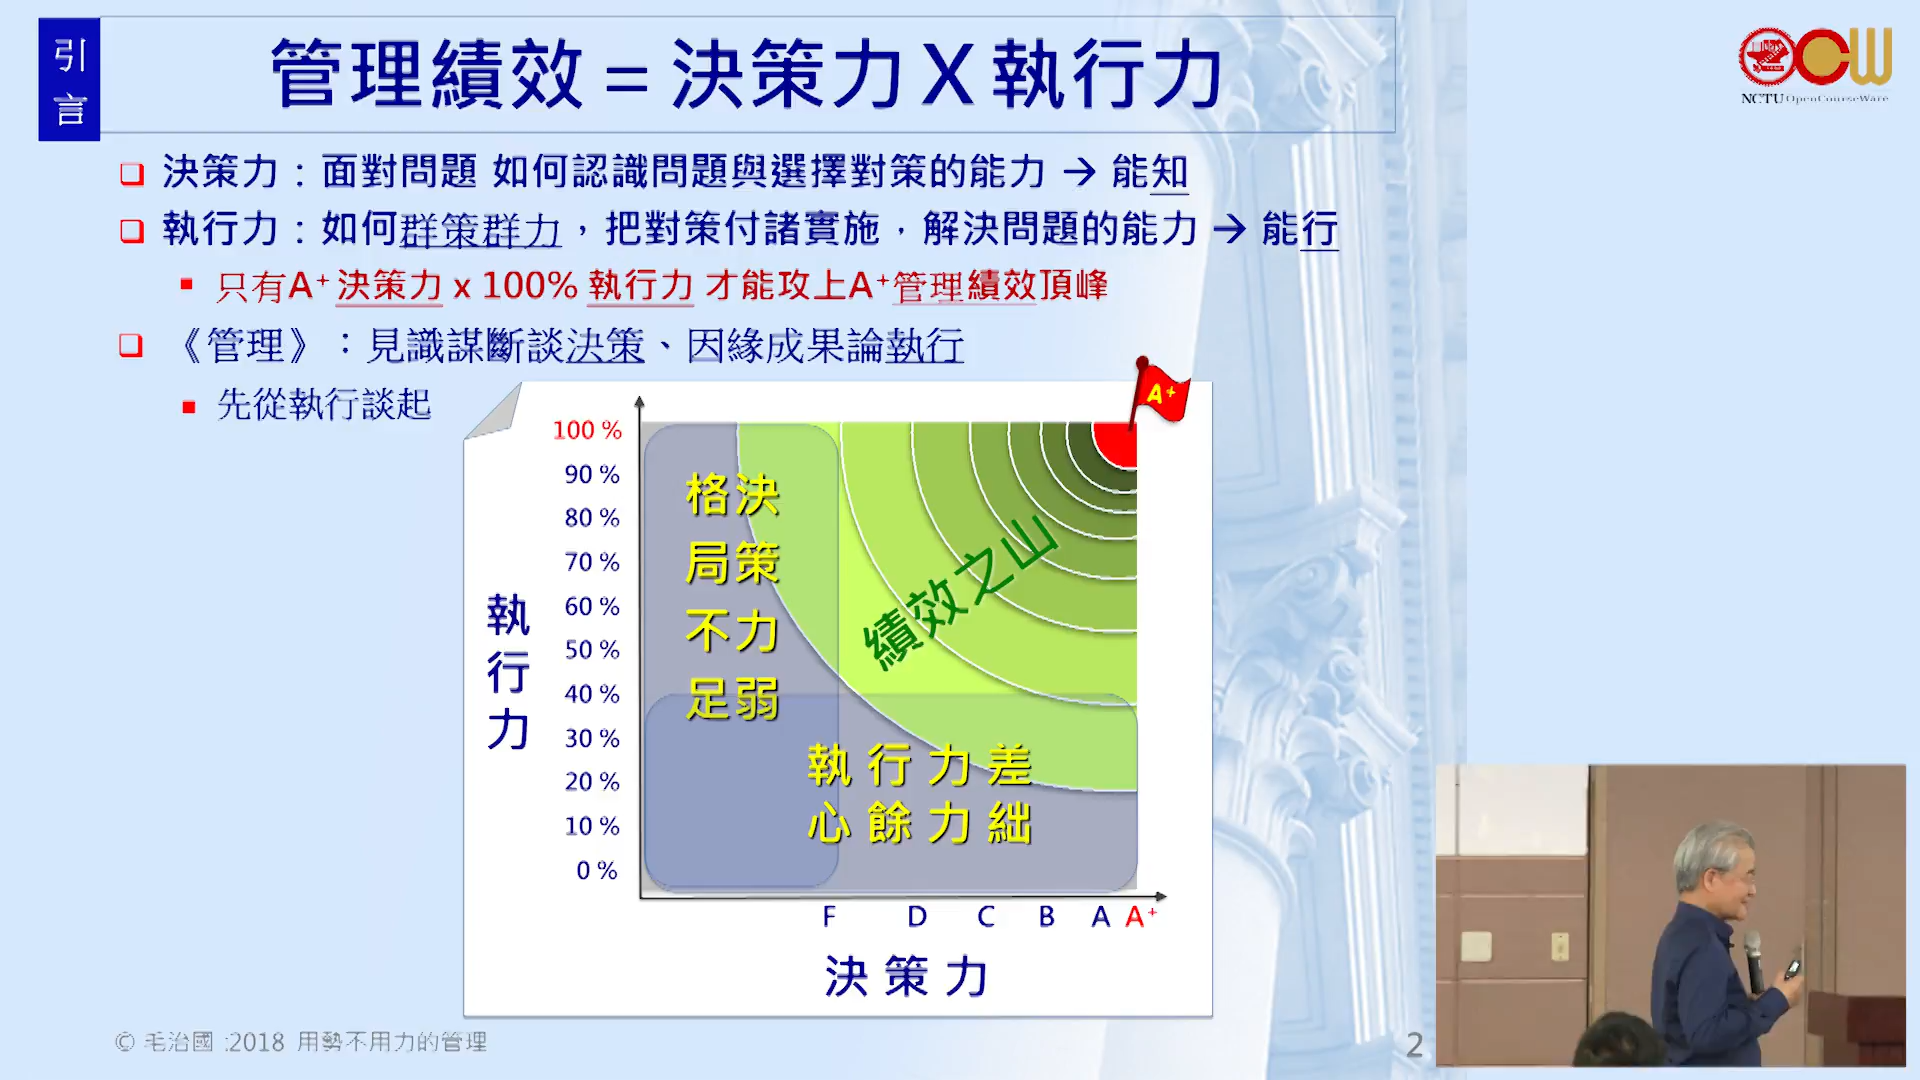 引言
管理績效 = 決策力 X 執行力
NCTU OpenCourseWare
決策力：面對問題 如何認識問題與選擇對策的能力 → 能知
執行力：如何群策群力，把對策付諸實施，解決問題的能力 → 能行
只有A⁺決策力 x 100% 執行力 才能攻上A⁺管理績效頂峰
《管理》：見識謀斷談決策、因緣成果論執行
先從執行談起
A⁺
100 %
90 %
80 %
70 %
60 %
50 %
40 %
30 %
20 %
10 %
0 %
執行力
決策力弱
格局不足
績效之山
執行力差
心餘力絀
F D C B A A⁺
決策力
© 毛治國 :2018 用勢不用力的管理
2